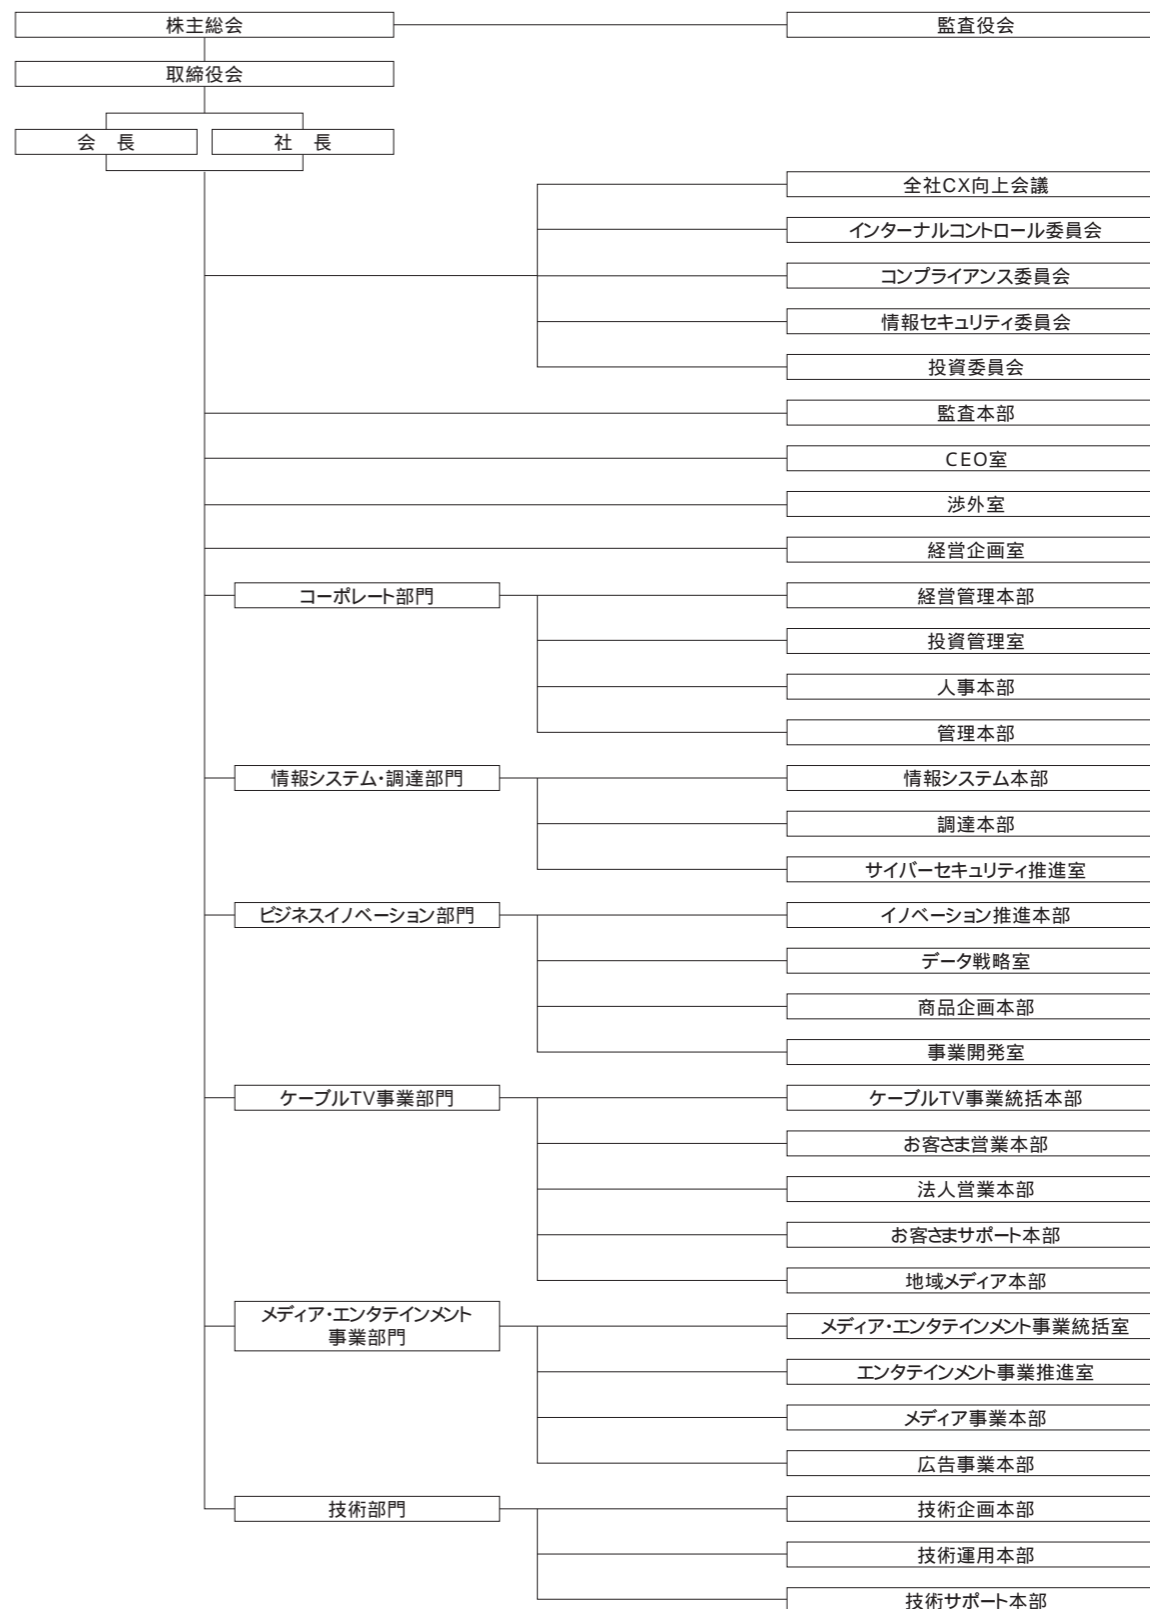 株主総会
監査役会
取締役会
会　長
社　長
全社CX向上会議
インターナルコントロール委員会
コンプライアンス委員会
情報セキュリティ委員会
投資委員会
監査本部
CEO室
渉外室
経営企画室
コーポレート部門
経営管理本部
投資管理室
人事本部
管理本部
情報システム・調達部門
情報システム本部
調達本部
サイバーセキュリティ推進室
ビジネスイノベーション部門
イノベーション推進本部
データ戦略室
商品企画本部
事業開発室
ケーブルTV事業部門
ケーブルTV事業統括本部
お客さま営業本部
法人営業本部
お客さまサポート本部
地域メディア本部
メディア・エンタテインメント
事業部門
メディア・エンタテインメント事業統括室
エンタテインメント事業推進室
メディア事業本部
広告事業本部
技術部門
技術企画本部
技術運用本部
技術サポート本部